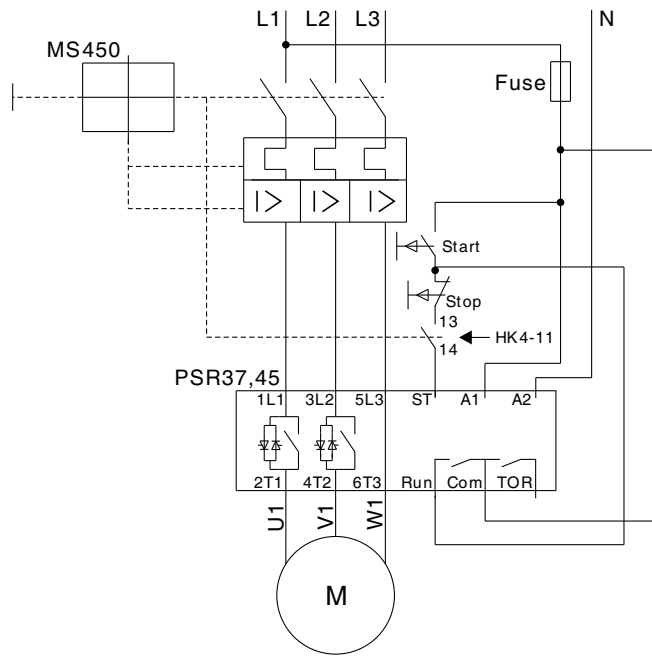 L1 L2 L3 N
MS450
Fuse
I> I> I>
Start
Stop
13
HK4-11
14
PSR37,45
1L1 3L2 5L3 ST A1 A2
2T1 4T2 6T3 Run Com TOR
U1 V1 W1
M